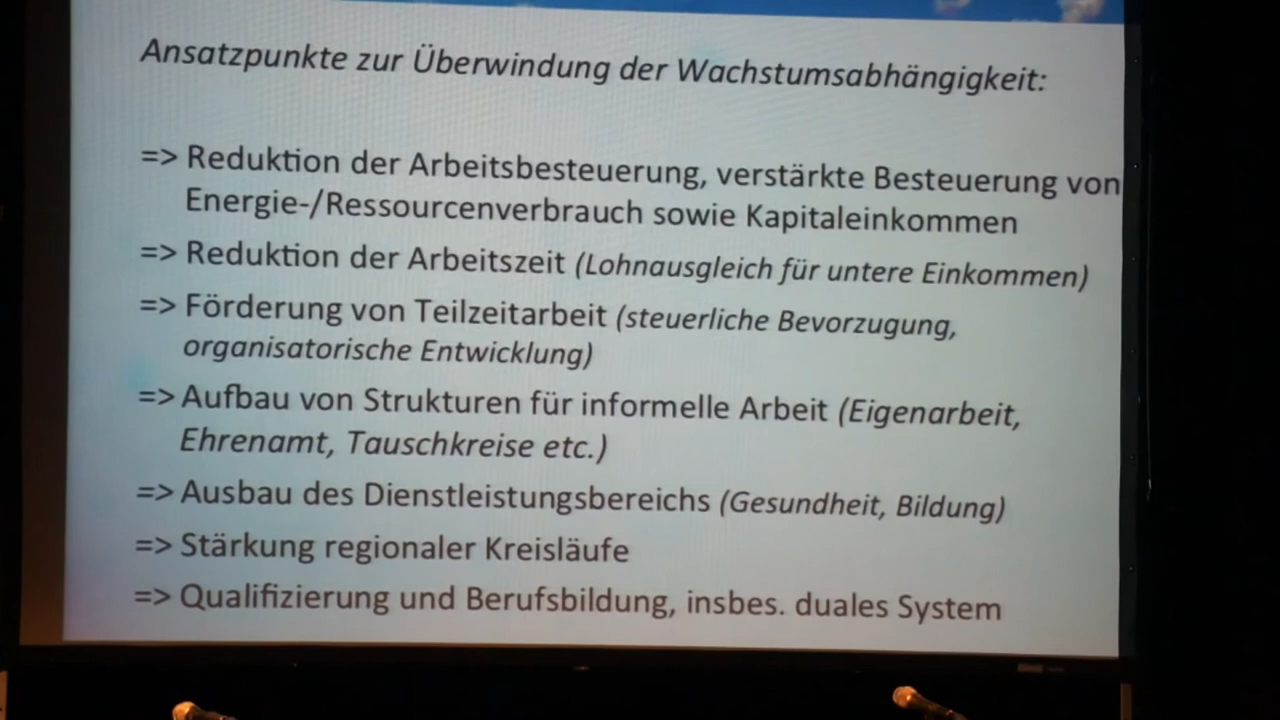 Ansatzpunkte zur Überwindung der Wachstumsabhängigkeit:
=> Reduktion der Arbeitsbesteuerung, verstärkte Besteuerung von
Energie-/Ressourcenverbrauch sowie Kapitaleinkommen
=> Reduktion der Arbeitszeit (Lohnausgleich für untere Einkommen)
=> Förderung von Teilzeitarbeit (steuerliche Bevorzugung,
organisatorische Entwicklung)
=> Aufbau von Strukturen für informelle Arbeit (Eigenarbeit,
Ehrenamt, Tauschkreise etc.)
=> Ausbau des Dienstleistungsbereichs (Gesundheit, Bildung)
=> Stärkung regionaler Kreisläufe
=> Qualifizierung und Berufsbildung, insbes. duales System